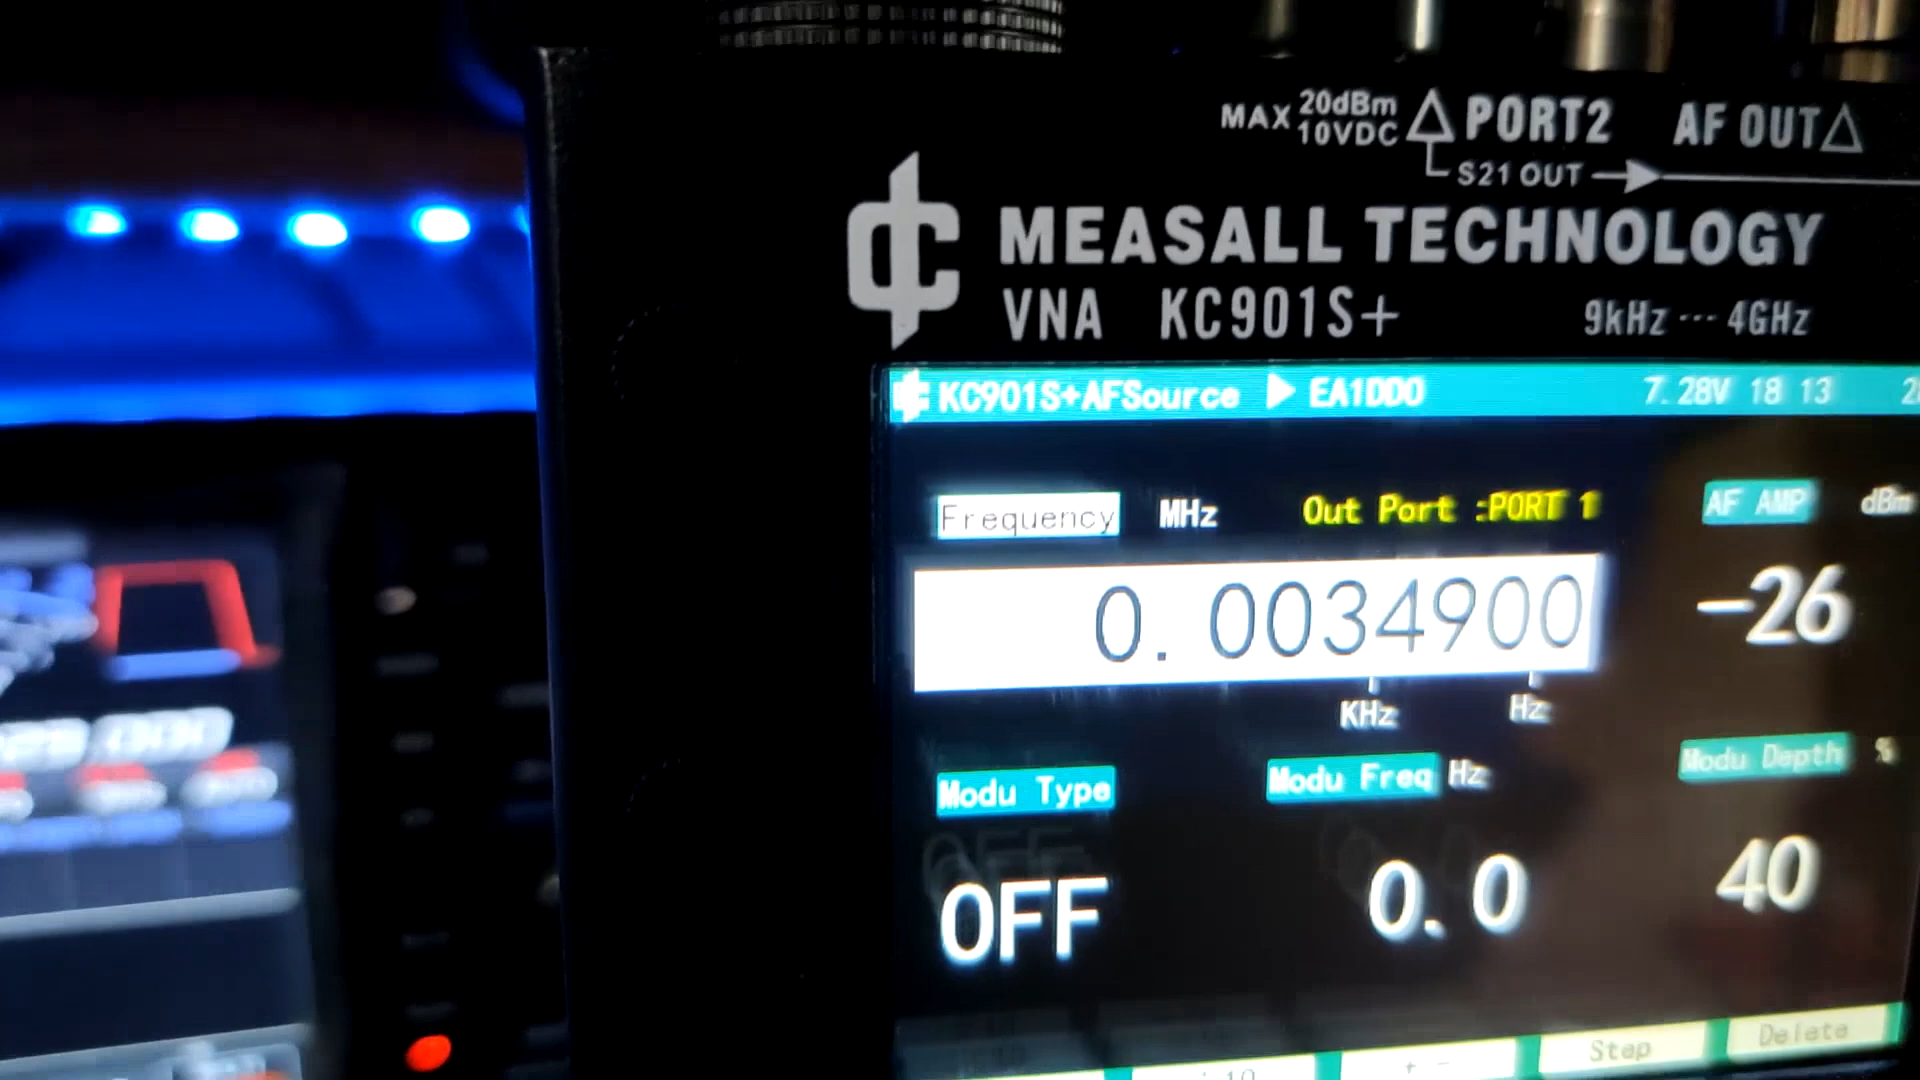 MAX 20dBm 10VDC PORT2 AF OUT
S21 OUT
MEASALL TECHNOLOGY
VNA KC901S+ 9kHz --- 4GHz
KC901S+AFSource EA1DDO 7.28V 18 13
Frequency MHz Out Port :PORT 1 AF AMP dBm
0.0034900 -26
KHz Hz
Modu Type Modu Freq Hz Modu Depth %
OFF 0.0 40
Step Delete